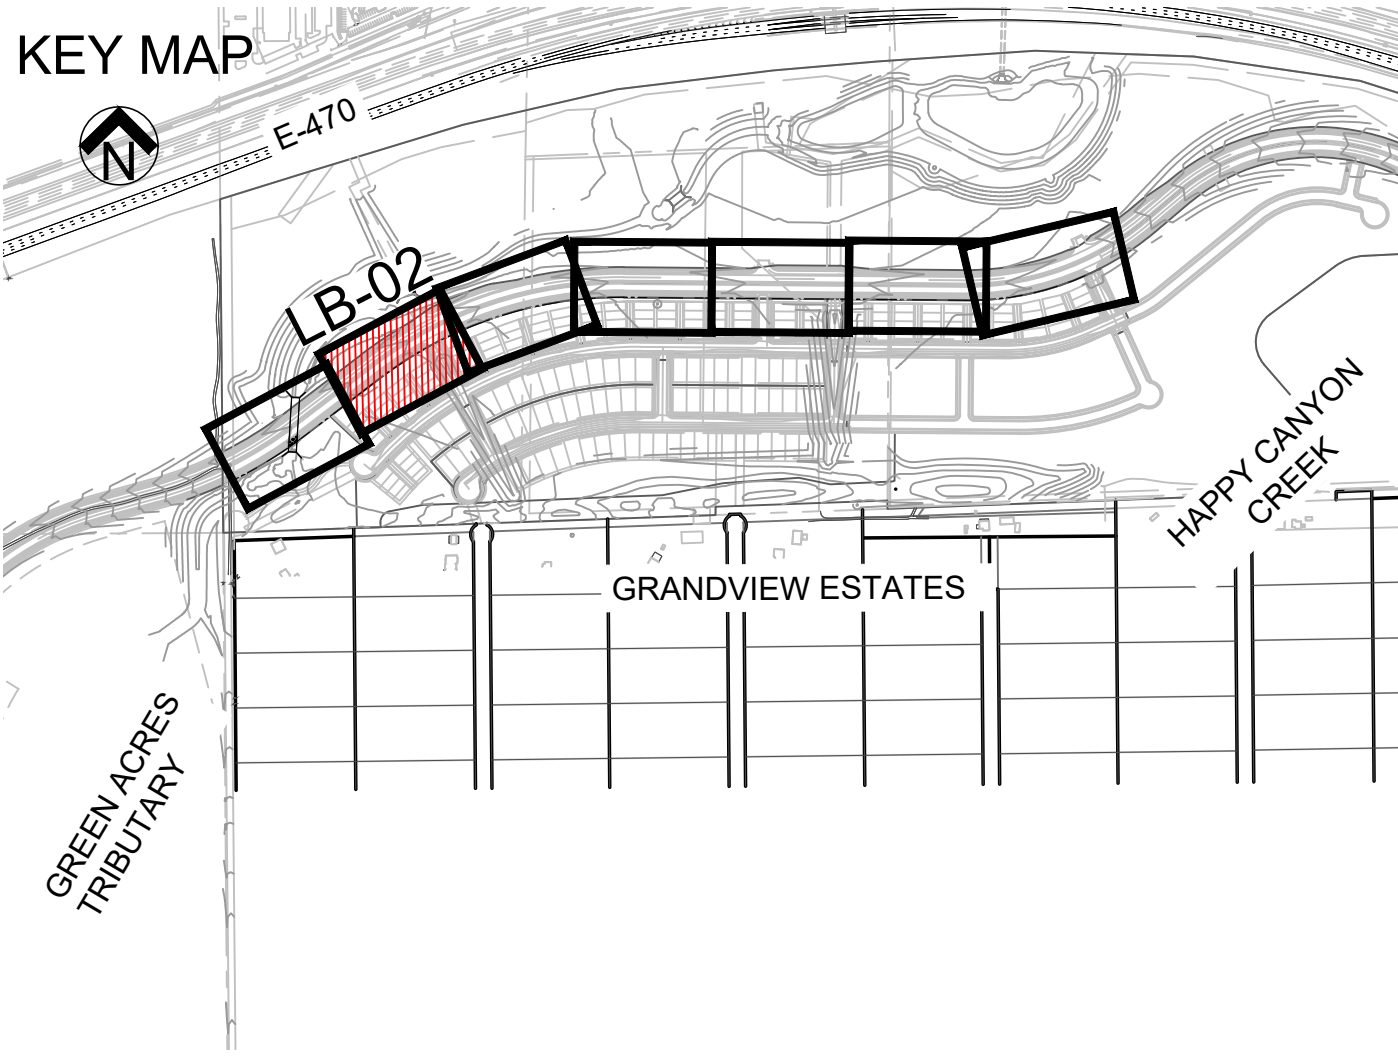 KEY MAP
N
E-470
LB-02
HAPPY CANYON
CREEK
GRANDVIEW ESTATES
GREEN ACRES
TRIBUTARY